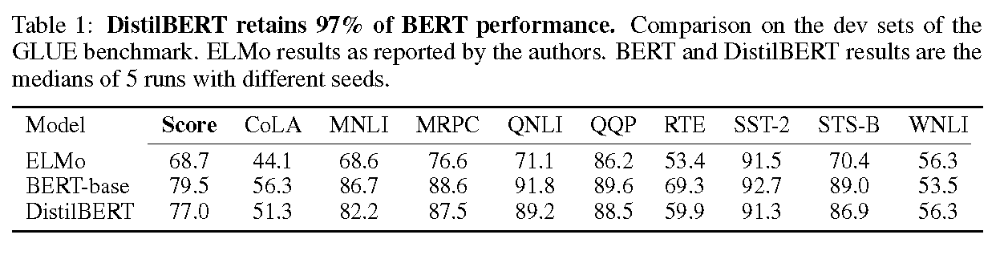 Table 1: DistilBERT retains 97% of BERT performance. Comparison on the dev sets of the
GLUE benchmark. ELMo results as reported by the authors. BERT and DistilBERT results are the
medians of 5 runs with different seeds.
Model Score CoLA MNLI MRPC QNLI QQP RTE SST-2 STS-B WNLI
ELMo 68.7 44.1 68.6 76.6 71.1 86.2 53.4 91.5 70.4 56.3
BERT-base 79.5 56.3 86.7 88.6 91.8 89.6 69.3 92.7 89.0 53.5
DistilBERT 77.0 51.3 82.2 87.5 89.2 88.5 59.9 91.3 86.9 56.3